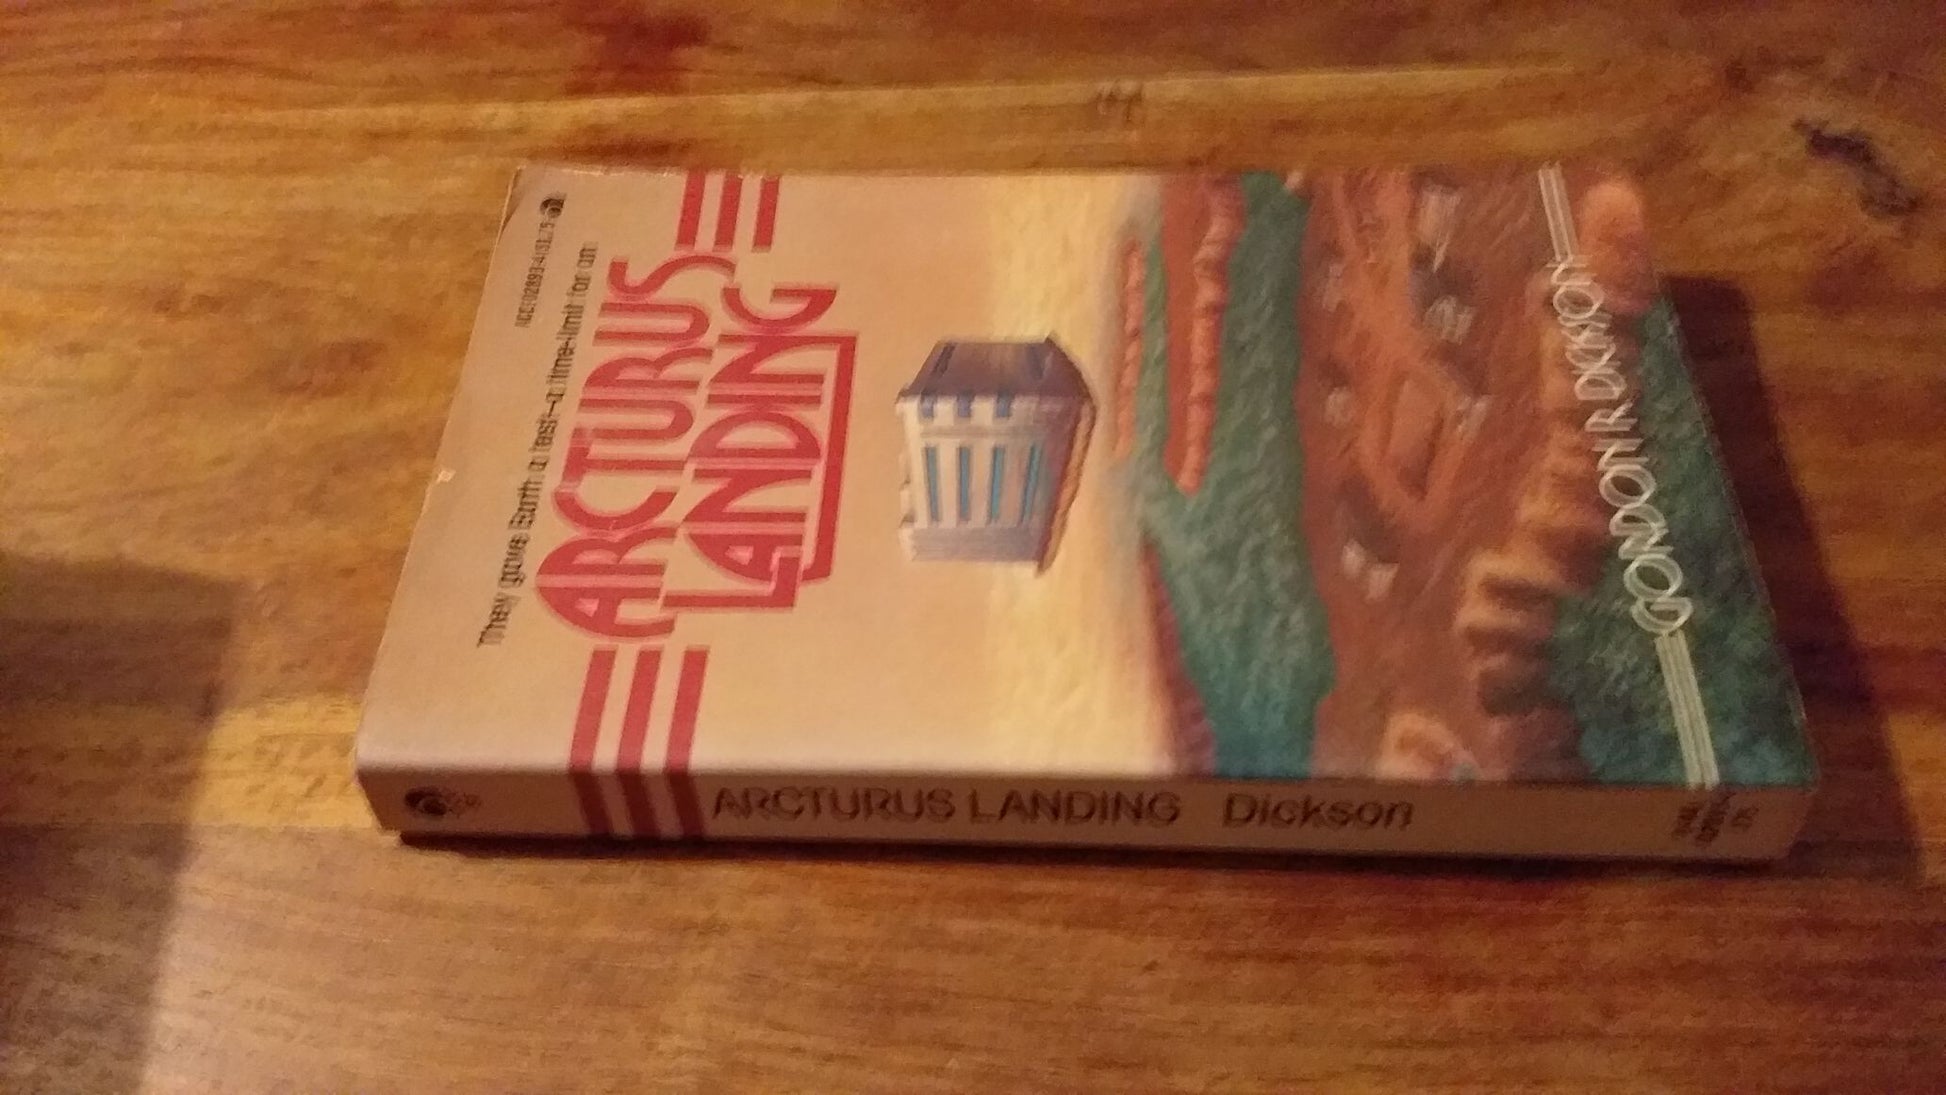 They gave Earth a test—a time-limit for an
ARCTURUS
LANDING
GORDON R. DICKSON
ARCTURUS LANDING Dickson